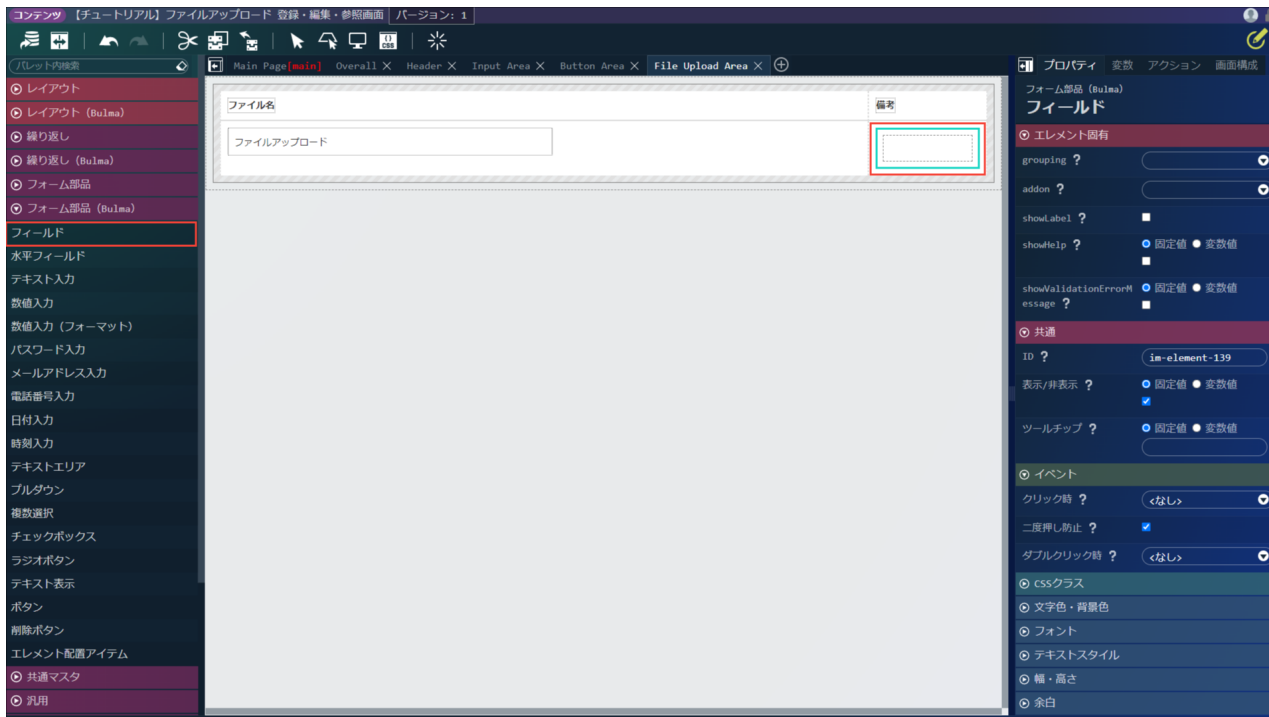 コンテンツ 【チュートリアル】ファイルアップロード 登録・編集・参照画面 バージョン: 1
パレット内検索
Main Page[main] Overall Header Input Area Button Area File Upload Area
プロパティ 変数 アクション 画面構成
レイアウト
レイアウト (Bulma)
繰り返し
繰り返し (Bulma)
フォーム部品
フォーム部品 (Bulma)
フィールド
水平フィールド
テキスト入力
数値入力
数値入力 (フォーマット)
パスワード入力
メールアドレス入力
電話番号入力
日付入力
時刻入力
テキストエリア
プルダウン
複数選択
チェックボックス
ラジオボタン
テキスト表示
ボタン
削除ボタン
エレメント配置アイテム
共通マスタ
汎用
ファイル名 備考
ファイルアップロード
フォーム部品 (Bulma)
フィールド
エレメント固有
grouping ?
addon ?
showLabel ?
showHelp ? 固定値 変数値
showValidationErrorM 固定値 変数値
essage ?
共通
ID ? im-element-139
表示/非表示 ? 固定値 変数値
ツールチップ ? 固定値 変数値
イベント
クリック時 ? <なし>
二度押し防止 ?
ダブルクリック時 ? <なし>
CSSクラス
文字色・背景色
フォント
テキストスタイル
幅・高さ
余白